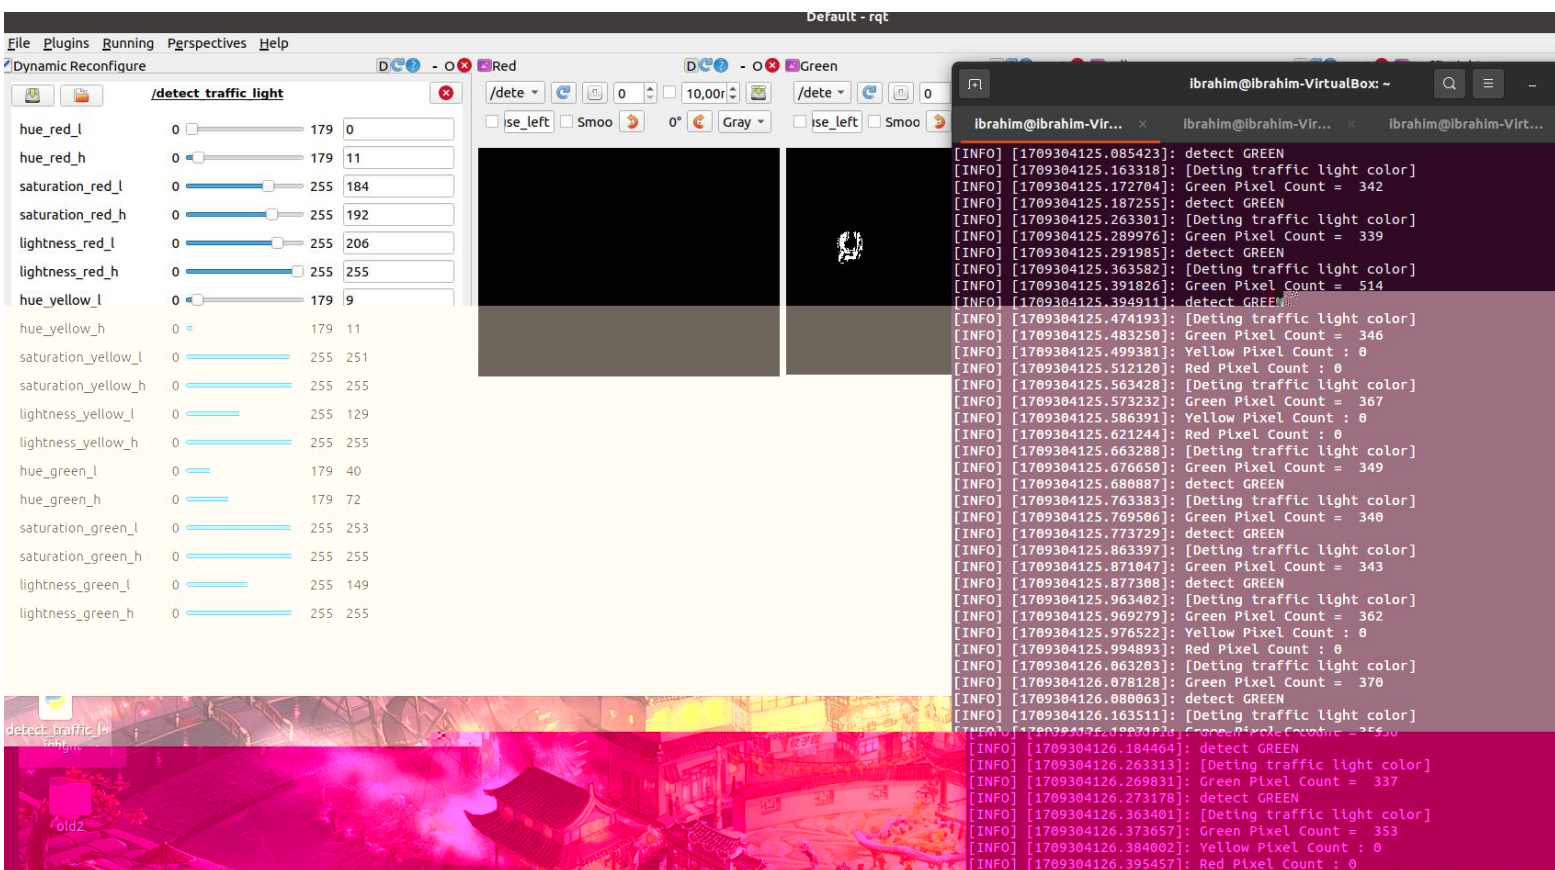 Default - rqt
File Plugins Running Perspectives Help
Dynamic Reconfigure
D
- O
Red
D
- O
Green
/detect_traffic_light
/dete
0
10,00r
/dete
0
use_left
Smoo
0°
Gray
use_left
Smoo
hue_red_l 0 179 0
hue_red_h 0 179 11
saturation_red_l 0 255 184
saturation_red_h 0 255 192
lightness_red_l 0 255 206
lightness_red_h 0 255 255
hue_yellow_l 0 179 9
hue_yellow_h 0 179 11
saturation_yellow_l 0 255 251
saturation_yellow_h 0 255 255
lightness_yellow_l 0 255 129
lightness_yellow_h 0 255 255
hue_green_l 0 179 40
hue_green_h 0 179 72
saturation_green_l 0 255 253
saturation_green_h 0 255 255
lightness_green_l 0 255 149
lightness_green_h 0 255 255
ibrahim@ibrahim-VirtualBox: ~
ibrahim@ibrahim-Vir... × ibrahim@ibrahim-Vir... × ibrahim@ibrahim-Virt...
[INFO] [1709304125.085423]: detect GREEN
[INFO] [1709304125.163318]: [Deting traffic light color]
[INFO] [1709304125.172704]: Green Pixel Count = 342
[INFO] [1709304125.187255]: detect GREEN
[INFO] [1709304125.263301]: [Deting traffic light color]
[INFO] [1709304125.289976]: Green Pixel Count = 339
[INFO] [1709304125.291985]: detect GREEN
[INFO] [1709304125.363582]: [Deting traffic light color]
[INFO] [1709304125.391826]: Green Pixel Count = 514
[INFO] [1709304125.394911]: detect GREEN
[INFO] [1709304125.474193]: [Deting traffic light color]
[INFO] [1709304125.483250]: Green Pixel Count = 346
[INFO] [1709304125.499381]: Yellow Pixel Count : 0
[INFO] [1709304125.512120]: Red Pixel Count : 0
[INFO] [1709304125.563428]: [Deting traffic light color]
[INFO] [1709304125.573232]: Green Pixel Count = 367
[INFO] [1709304125.586391]: Yellow Pixel Count : 0
[INFO] [1709304125.621244]: Red Pixel Count : 0
[INFO] [1709304125.663288]: [Deting traffic light color]
[INFO] [1709304125.676650]: Green Pixel Count = 349
[INFO] [1709304125.680887]: detect GREEN
[INFO] [1709304125.763383]: [Deting traffic light color]
[INFO] [1709304125.769506]: Green Pixel Count = 340
[INFO] [1709304125.773729]: detect GREEN
[INFO] [1709304125.863397]: [Deting traffic light color]
[INFO] [1709304125.871047]: Green Pixel Count = 343
[INFO] [1709304125.877308]: detect GREEN
[INFO] [1709304125.963402]: [Deting traffic light color]
[INFO] [1709304125.969279]: Green Pixel Count = 362
[INFO] [1709304125.976522]: Yellow Pixel Count : 0
[INFO] [1709304125.994893]: Red Pixel Count : 0
[INFO] [1709304126.063203]: [Deting traffic light color]
[INFO] [1709304126.078128]: Green Pixel Count = 370
[INFO] [1709304126.080063]: detect GREEN
[INFO] [1709304126.163511]: [Deting traffic light color]
[INFO] [1709304126.184464]: detect GREEN
[INFO] [1709304126.263313]: [Deting traffic light color]
[INFO] [1709304126.269831]: Green Pixel Count = 337
[INFO] [1709304126.273178]: detect GREEN
[INFO] [1709304126.363401]: [Deting traffic light color]
[INFO] [1709304126.373657]: Green Pixel Count = 353
[INFO] [1709304126.384002]: Yellow Pixel Count : 0
[INFO] [1709304126.395457]: Red Pixel Count : 0
detect_traffic_l
old2